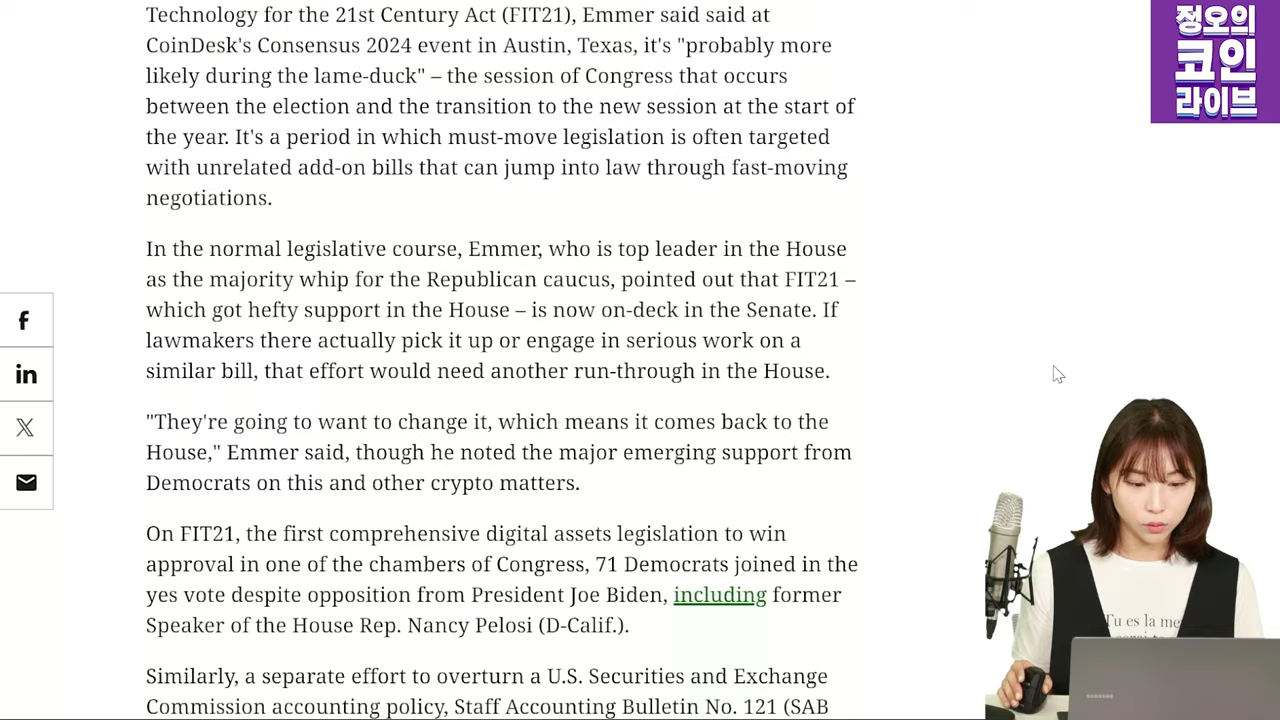 Technology for the 21st Century Act (FIT21), Emmer said said at
CoinDesk's Consensus 2024 event in Austin, Texas, it's "probably more
likely during the lame-duck" – the session of Congress that occurs
between the election and the transition to the new session at the start of
the year. It's a period in which must-move legislation is often targeted
with unrelated add-on bills that can jump into law through fast-moving
negotiations.
In the normal legislative course, Emmer, who is top leader in the House
as the majority whip for the Republican caucus, pointed out that FIT21 –
which got hefty support in the House – is now on-deck in the Senate. If
lawmakers there actually pick it up or engage in serious work on a
similar bill, that effort would need another run-through in the House.
"They're going to want to change it, which means it comes back to the
House," Emmer said, though he noted the major emerging support from
Democrats on this and other crypto matters.
On FIT21, the first comprehensive digital assets legislation to win
approval in one of the chambers of Congress, 71 Democrats joined in the
yes vote despite opposition from President Joe Biden, including former
Speaker of the House Rep. Nancy Pelosi (D-Calif.).
Similarly, a separate effort to overturn a U.S. Securities and Exchange
Commission accounting policy, Staff Accounting Bulletin No. 121 (SAB
정오의
코인
라이브
f
in
X
Tu es la me